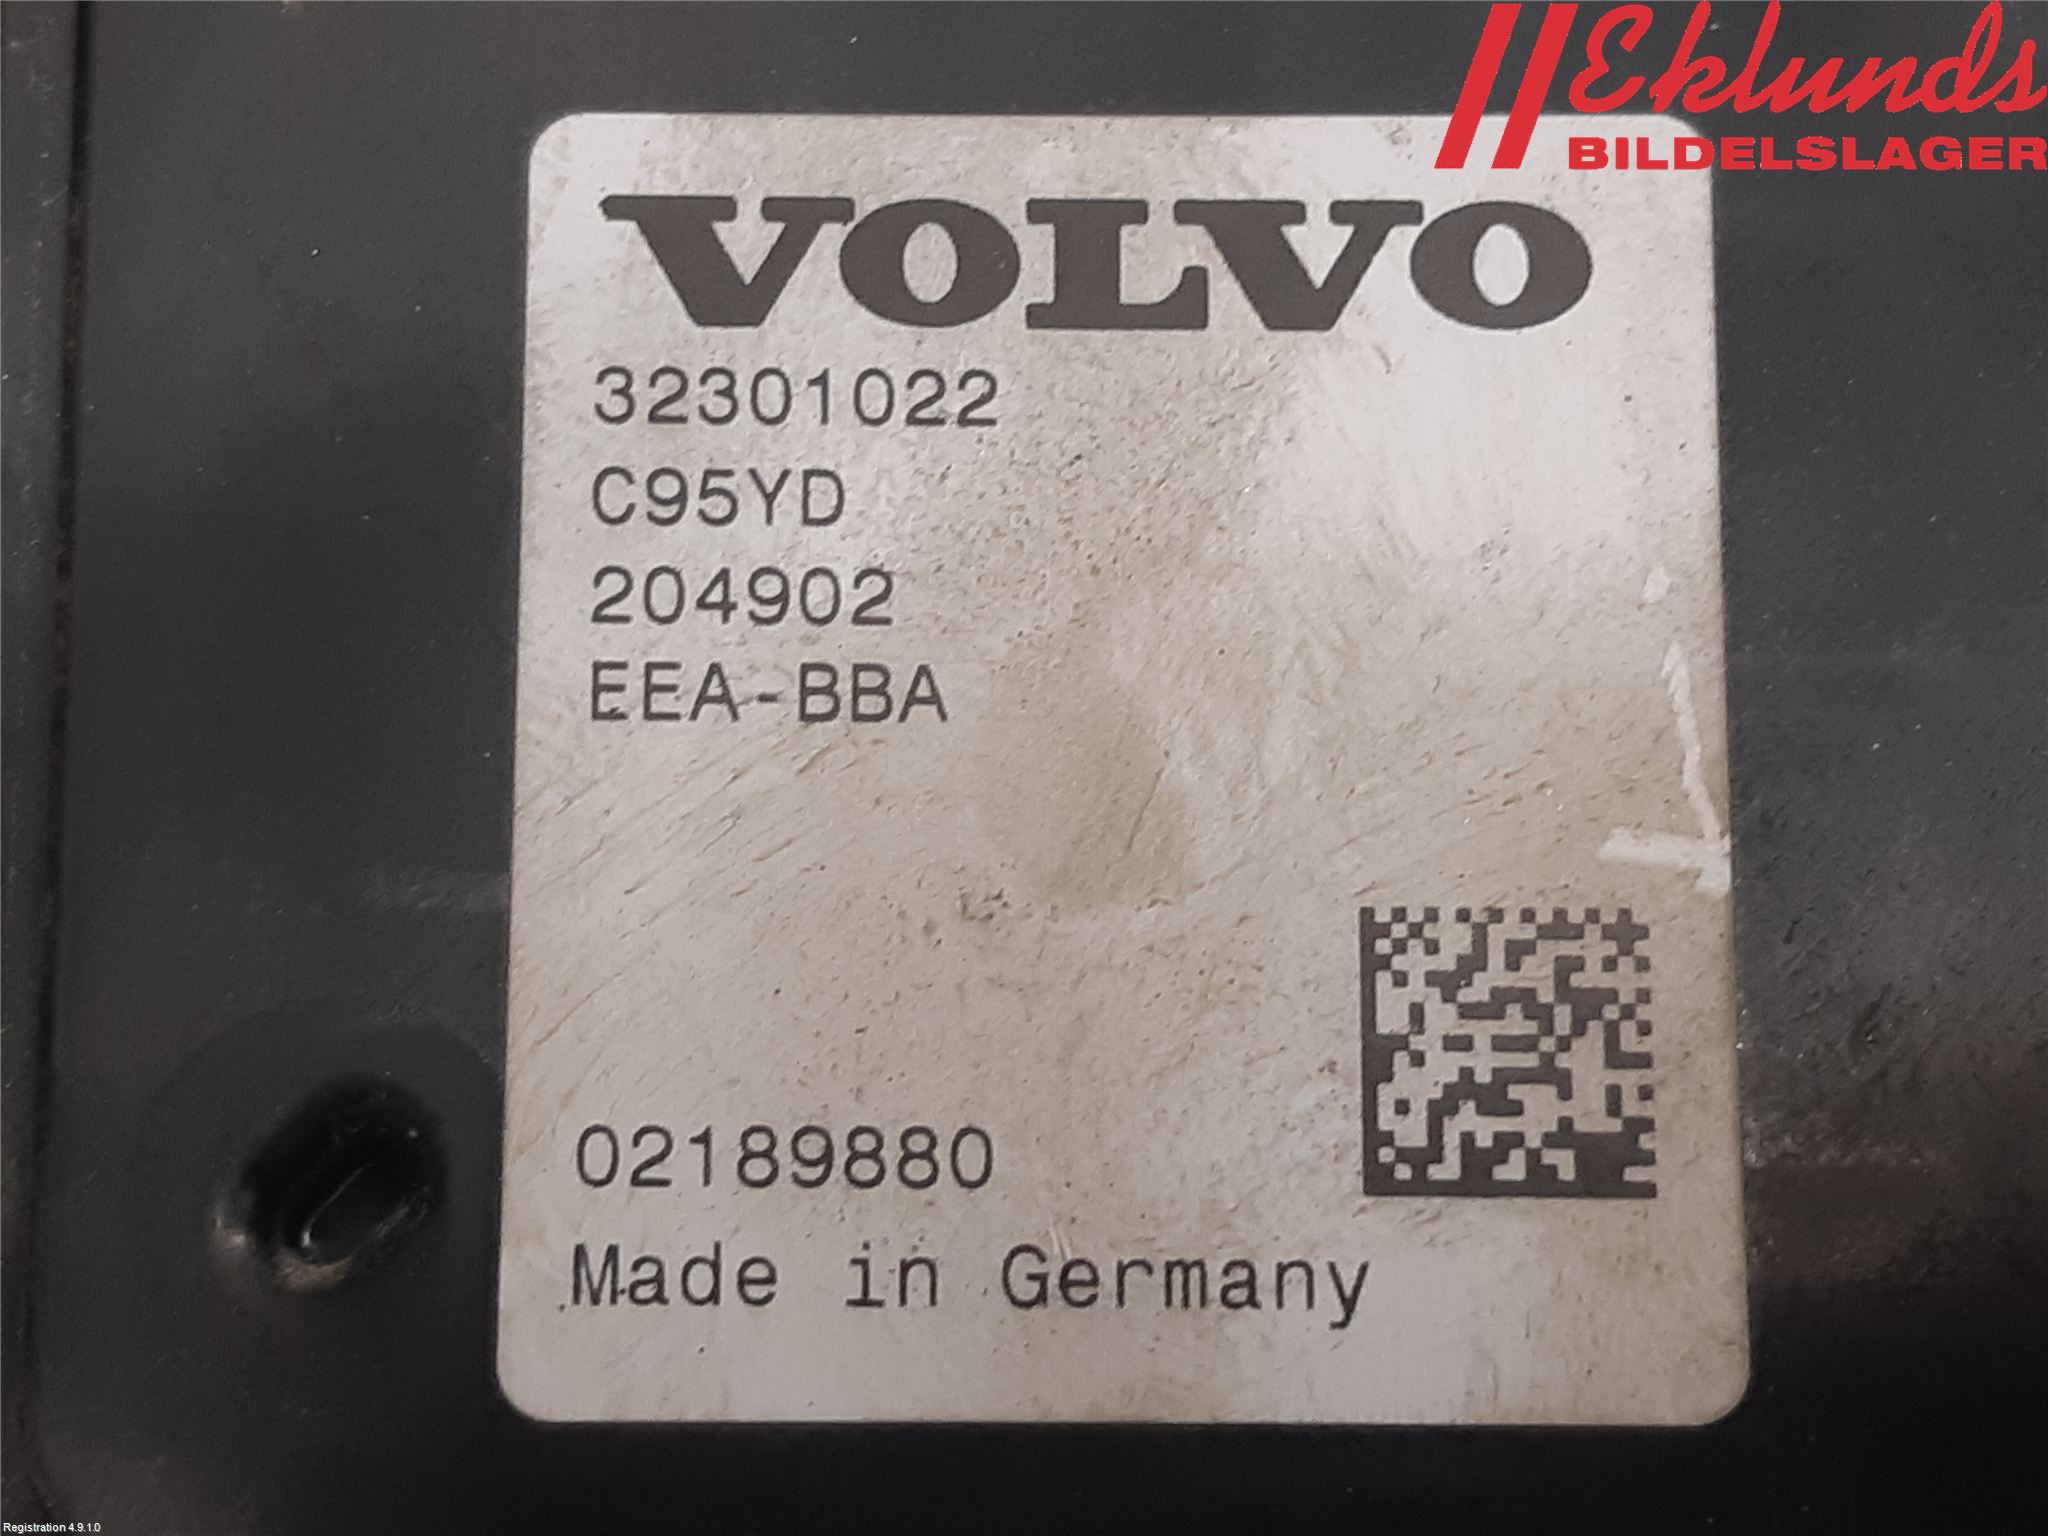 Eklunds
BILDELSLAGER
VOLVO
32301022
C95YD
204902
EEA-BBA
02189880
Made in Germany
Registration 4.9.1.0